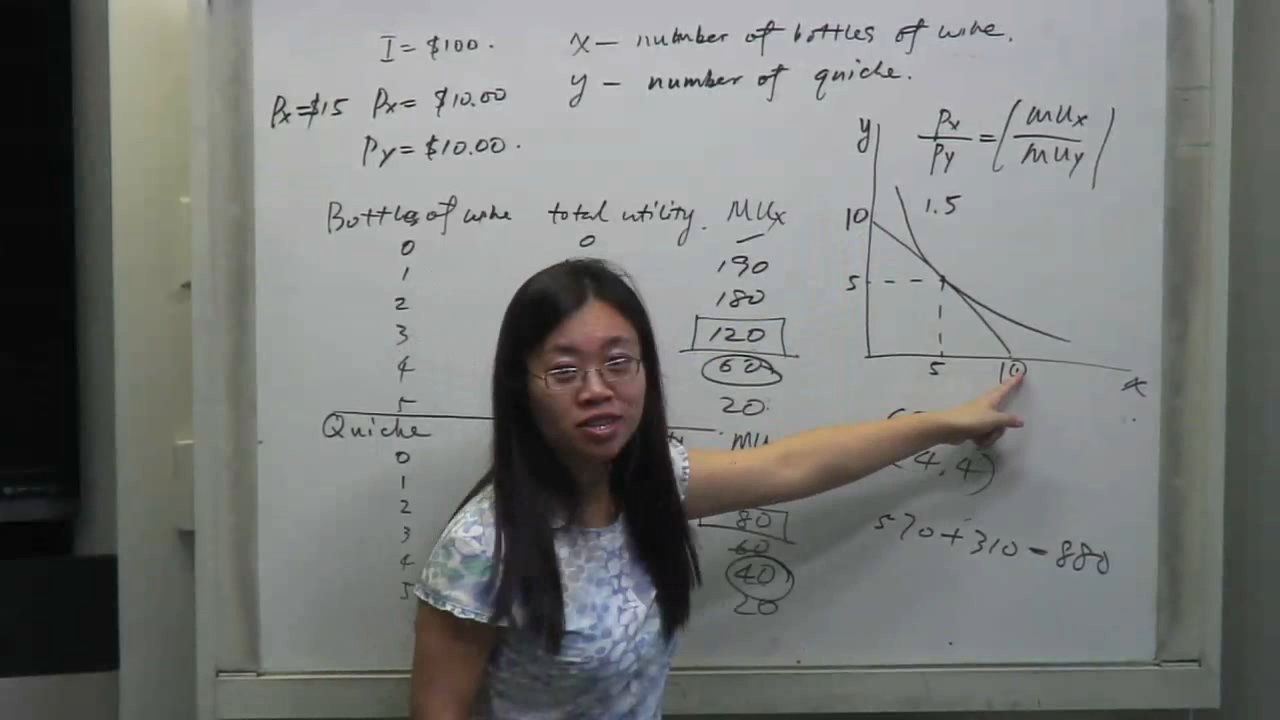 I = $100.
x – number of bottles of wine.
Px=$15 Px = $10.00
y – number of quiche.
Py = $10.00.
y
Px/Py = (MUx/MUy)
1.5
10
5
5 10 x
Bottles of wine total utility. MUx
0 0
1 190
2 180
3 120
4 60
5 20
Quiche MU
0
1
2 80
3 60
4 40
5 20
(4,4)
570+310=880